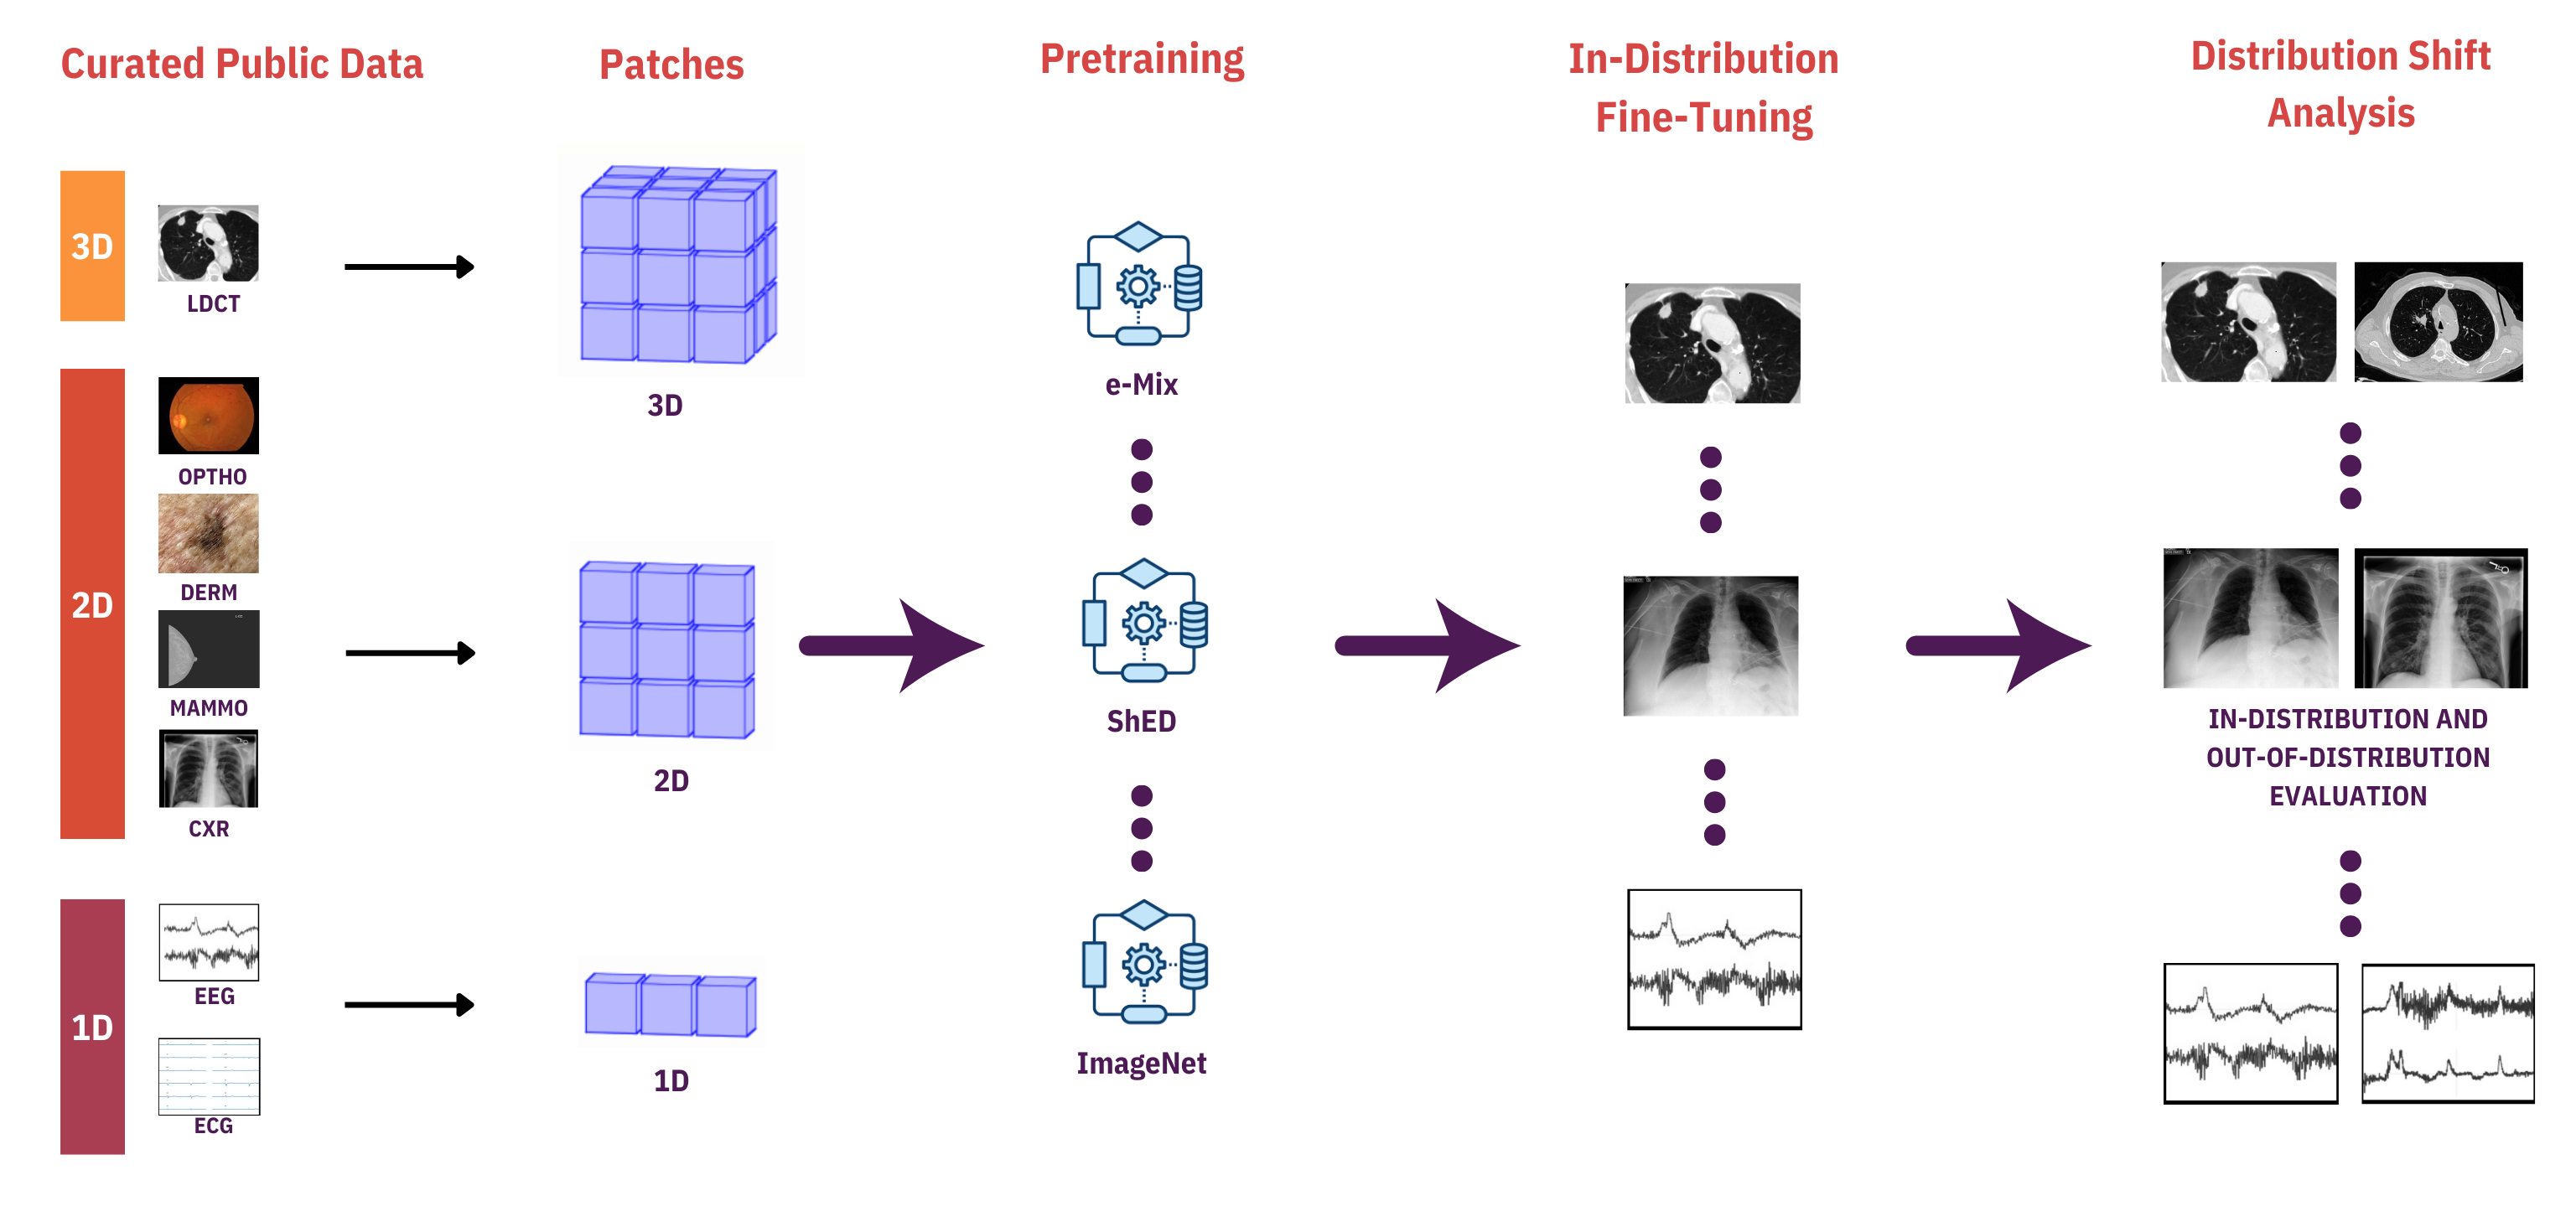 Curated Public Data
Patches
Pretraining
In-Distribution
Fine-Tuning
Distribution Shift
Analysis
3D
LDCT
2D
OPTHO
DERM
MAMMO
CXR
1D
EEG
ECG
3D
2D
1D
e-Mix
ShED
ImageNet
IN-DISTRIBUTION AND
OUT-OF-DISTRIBUTION
EVALUATION